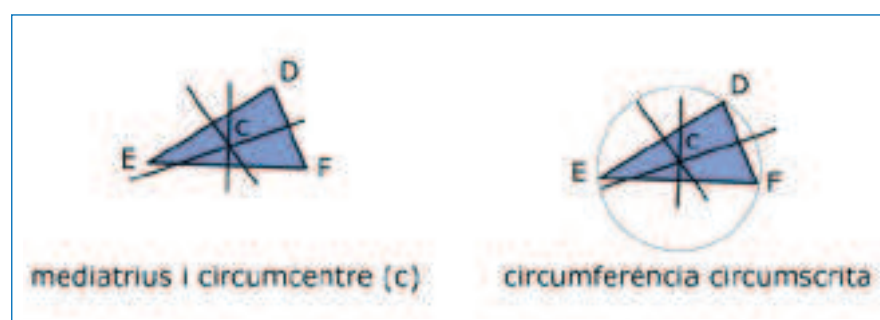 D
C
E
F
mediatrius i circumcentre (c)
D
C
E
F
circumferència circumscrita